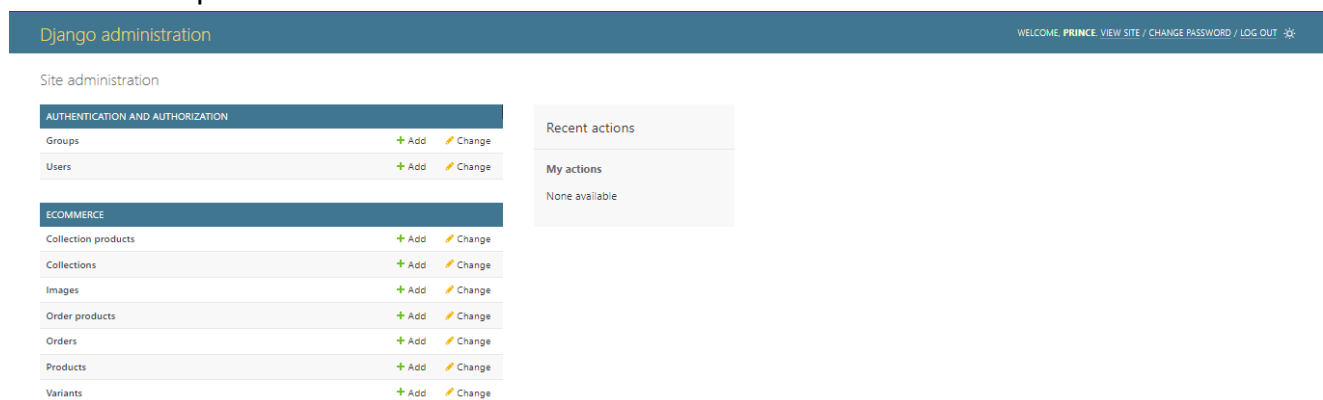 Django administration
WELCOME, PRINCE. VIEW SITE / CHANGE PASSWORD / LOG OUT
Site administration
AUTHENTICATION AND AUTHORIZATION
Groups + Add Change
Users + Add Change
Recent actions
My actions
None available
ECOMMERCE
Collection products + Add Change
Collections + Add Change
Images + Add Change
Order products + Add Change
Orders + Add Change
Products + Add Change
Variants + Add Change